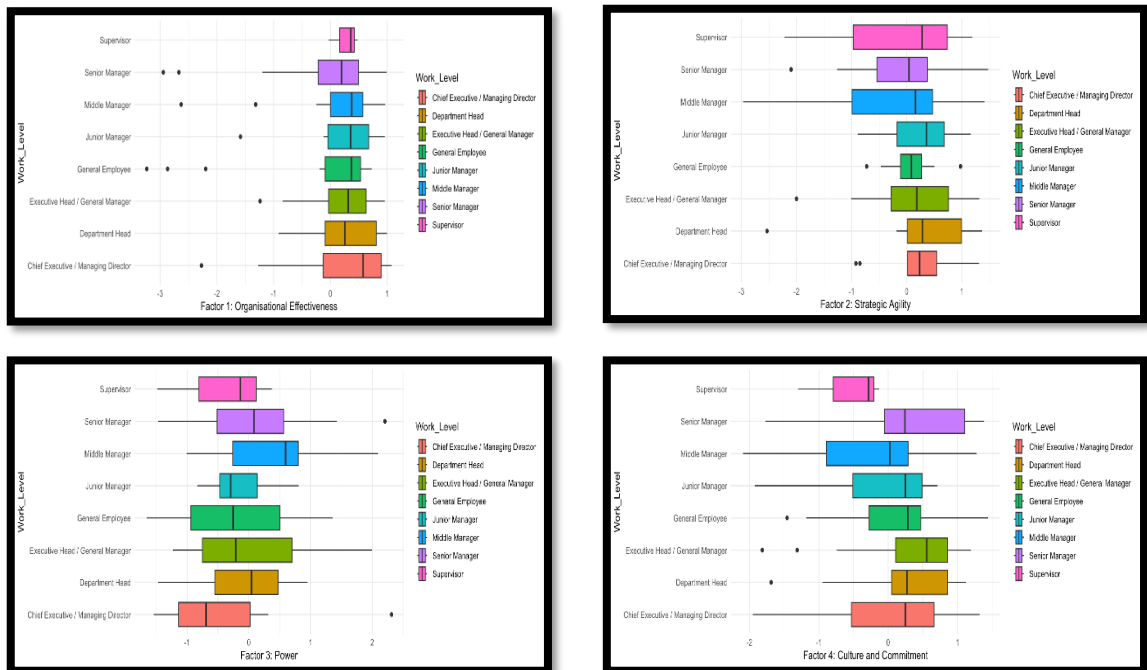 Supervisor
Senior Manager
Middle Manager
Junior Manager
General Employee
Executive Head / General Manager
Department Head
Chief Executive / Managing Director
Work_Level
-3 -2 -1 0 1
Factor 1: Organisational Effectiveness
Work_Level
Chief Executive / Managing Director
Department Head
Executive Head / General Manager
General Employee
Junior Manager
Middle Manager
Senior Manager
Supervisor
Supervisor
Senior Manager
Middle Manager
Junior Manager
General Employee
Executive Head / General Manager
Department Head
Chief Executive / Managing Director
Work_Level
-3 -2 -1 0 1
Factor 2: Strategic Agility
Work_Level
Chief Executive / Managing Director
Department Head
Executive Head / General Manager
General Employee
Junior Manager
Middle Manager
Senior Manager
Supervisor
Supervisor
Senior Manager
Middle Manager
Junior Manager
General Employee
Executive Head / General Manager
Department Head
Chief Executive / Managing Director
Work_Level
-1 0 1 2
Factor 3: Power
Work_Level
Chief Executive / Managing Director
Department Head
Executive Head / General Manager
General Employee
Junior Manager
Middle Manager
Senior Manager
Supervisor
Supervisor
Senior Manager
Middle Manager
Junior Manager
General Employee
Executive Head / General Manager
Department Head
Chief Executive / Managing Director
Work_Level
-2 -1 0 1
Factor 4: Culture and Commitment
Work_Level
Chief Executive / Managing Director
Department Head
Executive Head / General Manager
General Employee
Junior Manager
Middle Manager
Senior Manager
Supervisor